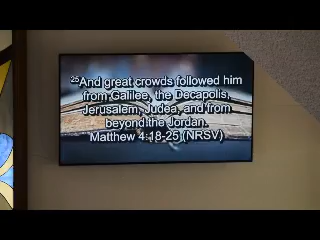 25And great crowds followed him
from Galilee, the Decapolis,
Jerusalem, Judea, and from
beyond the Jordan.
Matthew 4:18-25 (NRSV)